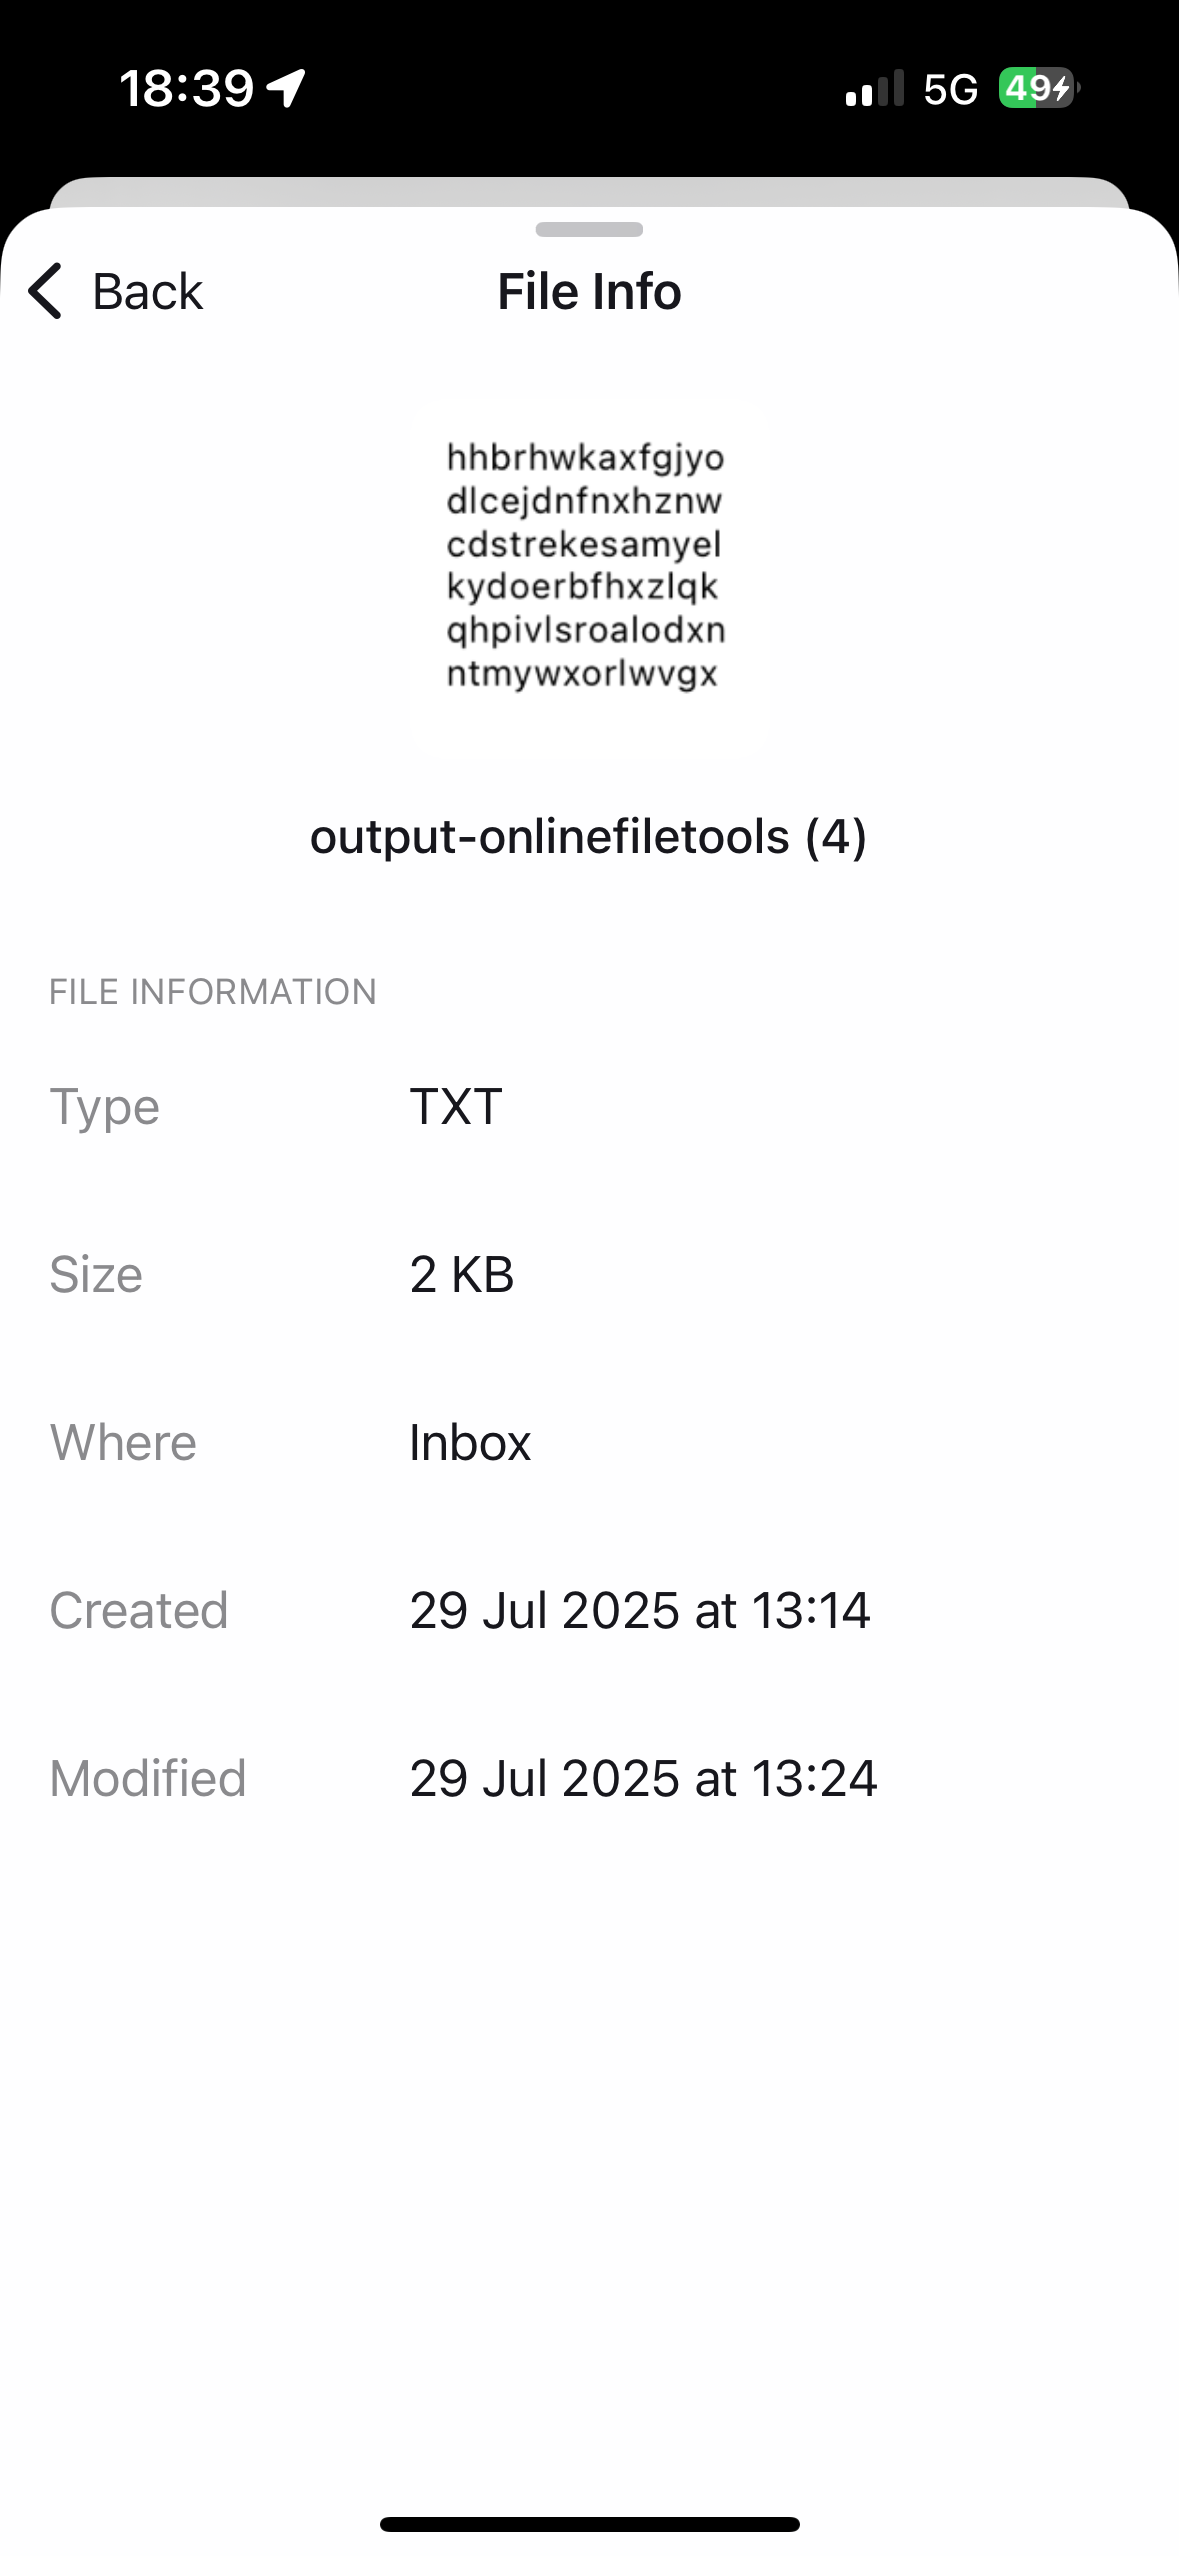 18:39
5G
49
Back
File Info
hhbrhwkaxfgjyo
dlcejdnfnxhznw
cdstrekesamyel
kydoerbfhxzlqk
qhpivlsroalodxn
ntmywxorlwvgx
output-onlinefiletools (4)
FILE INFORMATION
Type TXT
Size 2 KB
Where Inbox
Created 29 Jul 2025 at 13:14
Modified 29 Jul 2025 at 13:24